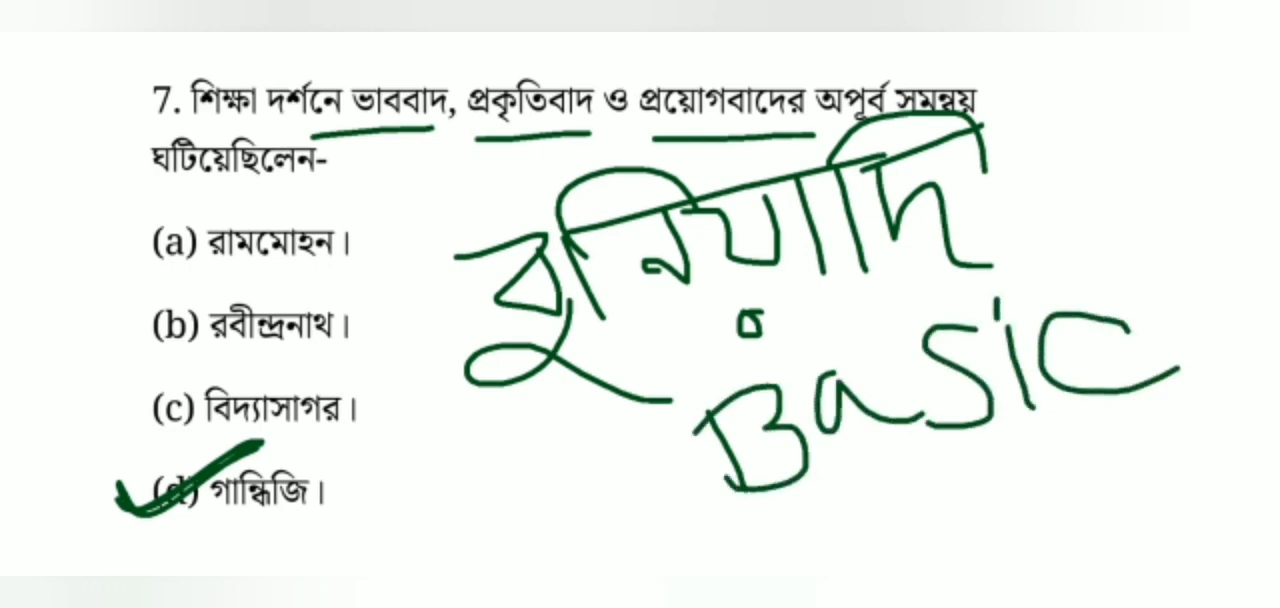 7. শিক্ষা দর্শনে ভাববাদ, প্রকৃতিবাদ ও প্রয়োগবাদের অপূর্ব সমন্বয়
ঘটিয়েছিলেন-
(a) রামমোহন।
(b) রবীন্দ্রনাথ।
(c) বিদ্যাসাগর।
(d) গান্ধিজি।
বুনিয়াদি
Basic